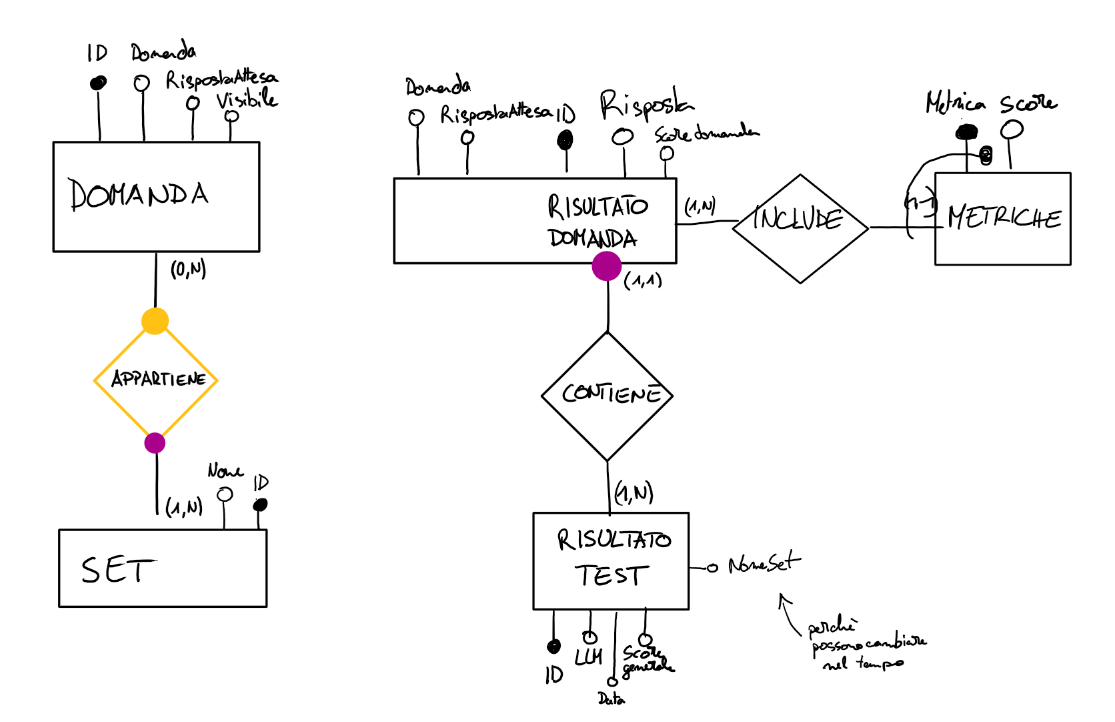 ID
Domanda
RispostaAttesa
Visibile
DOMANDA
(0,N)
APPARTIENE
(1,N)
Nome
ID
SET
Domanda
RispostaAttesa
ID
Risposta
Score domanda
RISULTATO
DOMANDA
(1,N)
INCLUDE
(1-1)
Metrica
Score
METRICHE
(1,1)
CONTIENE
(1,N)
RISULTATO
TEST
NomeSet
ID
LLM
Data
Score
generale
perchè
possono cambiare
nel tempo